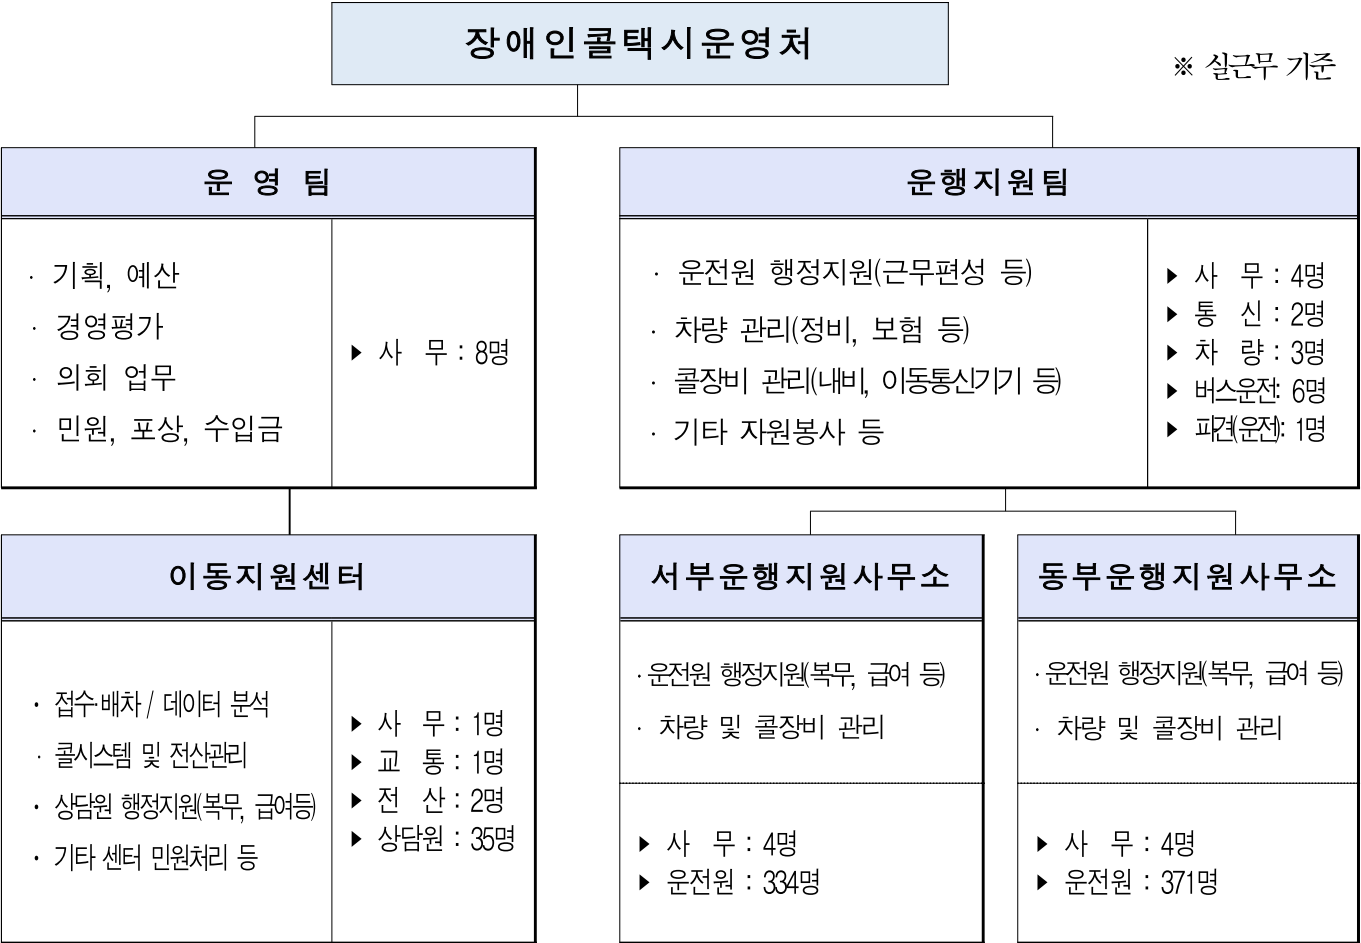 장애인콜택시운영처
※ 실근무 기준
운 영 팀
· 기획, 예산
· 경영평가
· 의회 업무
· 민원, 포상, 수입금
▶ 사 무 : 8명
운행지원팀
· 운전원 행정지원(근무편성 등)
· 차량 관리(정비, 보험 등)
· 콜장비 관리(내비, 이동통신기기 등)
· 기타 자원봉사 등
▶ 사 무 : 4명
▶ 통 신 : 2명
▶ 차 량 : 3명
▶ 버스운전: 6명
▶ 파견(운전): 1명
이동지원센터
· 접수·배차 / 데이터 분석
· 콜시스템 및 전산관리
· 상담원 행정지원(복무, 급여등)
· 기타 센터 민원처리 등
▶ 사 무 : 1명
▶ 교 통 : 1명
▶ 전 산 : 2명
▶ 상담원 : 35명
서부운행지원사무소
· 운전원 행정지원(복무, 급여 등)
· 차량 및 콜장비 관리
▶ 사 무 : 4명
▶ 운전원 : 334명
동부운행지원사무소
· 운전원 행정지원(복무, 급여 등)
· 차량 및 콜장비 관리
▶ 사 무 : 4명
▶ 운전원 : 371명